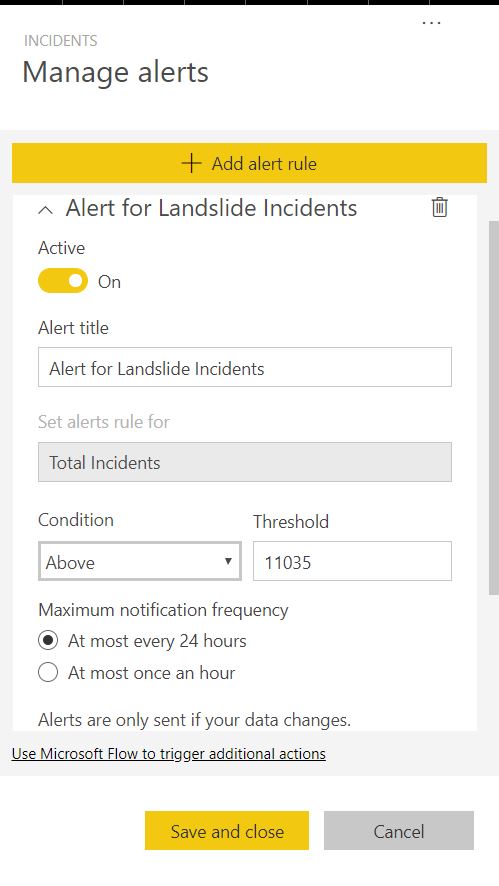 INCIDENTS
Manage alerts
Add alert rule
Alert for Landslide Incidents
Active
On
Alert title
Alert for Landslide Incidents
Set alerts rule for
Total Incidents
Condition
Threshold
Above
11035
Maximum notification frequency
At most every 24 hours
At most once an hour
Alerts are only sent if your data changes.
Use Microsoft Flow to trigger additional actions
Save and close
Cancel